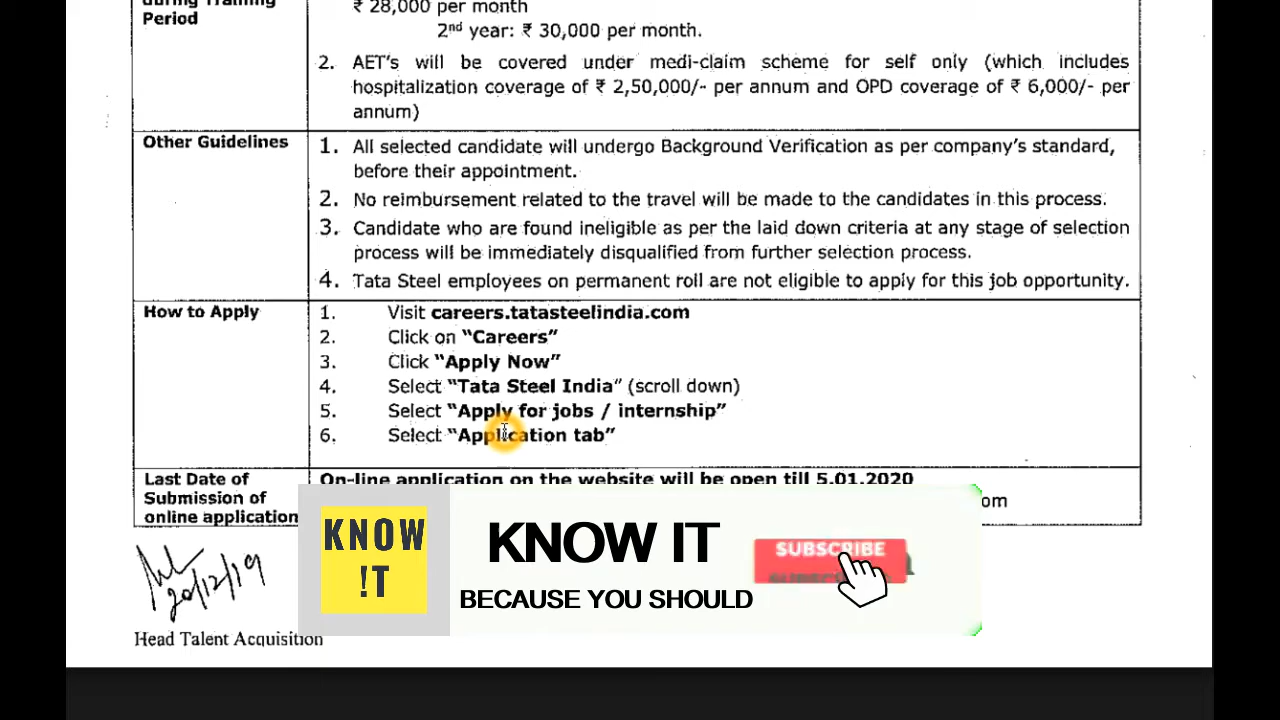 during Training
Period
₹ 28,000 per month
2nd year: ₹ 30,000 per month.
2. AET's will be covered under medi-claim scheme for self only (which includes
hospitalization coverage of ₹ 2,50,000/- per annum and OPD coverage of ₹ 6,000/- per
annum)
Other Guidelines
1. All selected candidate will undergo Background Verification as per company's standard,
before their appointment.
2. No reimbursement related to the travel will be made to the candidates in this process.
3. Candidate who are found ineligible as per the laid down criteria at any stage of selection
process will be immediately disqualified from further selection process.
4. Tata Steel employees on permanent roll are not eligible to apply for this job opportunity.
How to Apply
1. Visit careers.tatasteelindia.com
2. Click on "Careers"
3. Click "Apply Now"
4. Select "Tata Steel India" (scroll down)
5. Select "Apply for jobs / internship"
6. Select "Application tab"
Last Date of
Submission of
online application
On-line application on the website will be open till 5.01.2020
om
20/12/19
Head Talent Acquisition
KNOW
!T
KNOW IT
BECAUSE YOU SHOULD
SUBSCRIBE